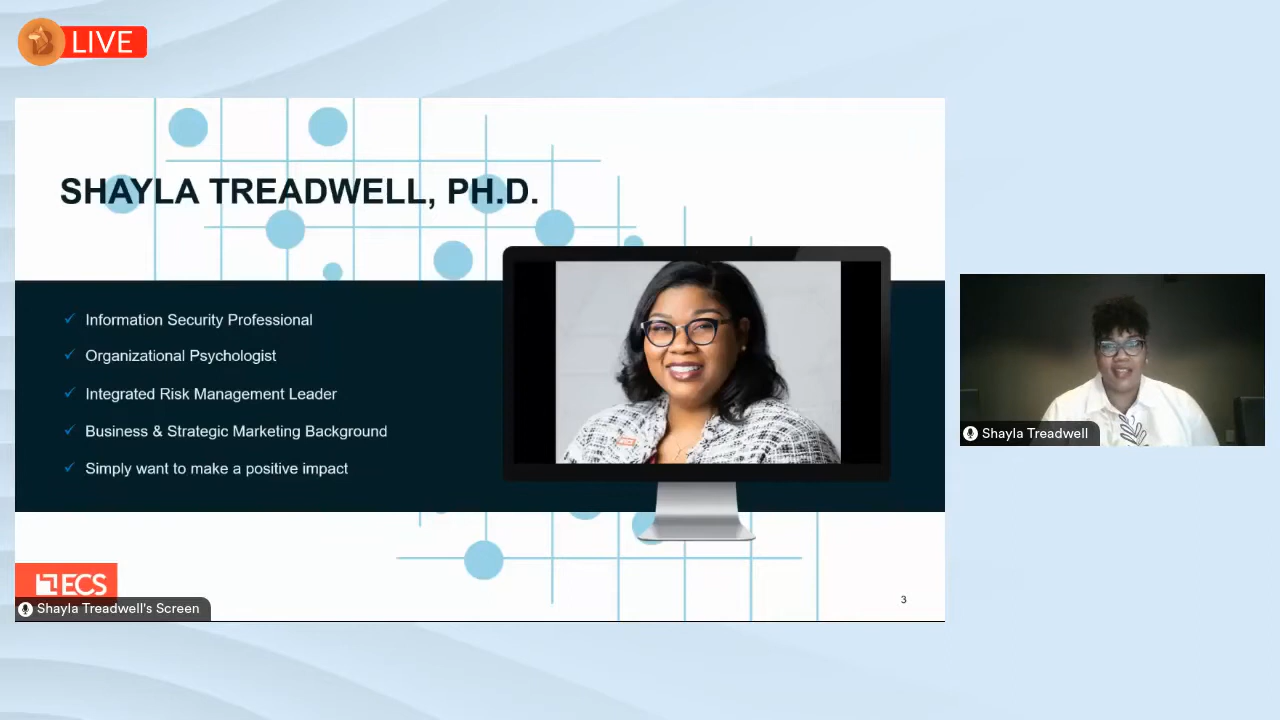 LIVE
SHAYLA TREADWELL, PH.D.
✓ Information Security Professional
✓ Organizational Psychologist
✓ Integrated Risk Management Leader
✓ Business & Strategic Marketing Background
✓ Simply want to make a positive impact
Shayla Treadwell
ECS
Shayla Treadwell's Screen
3